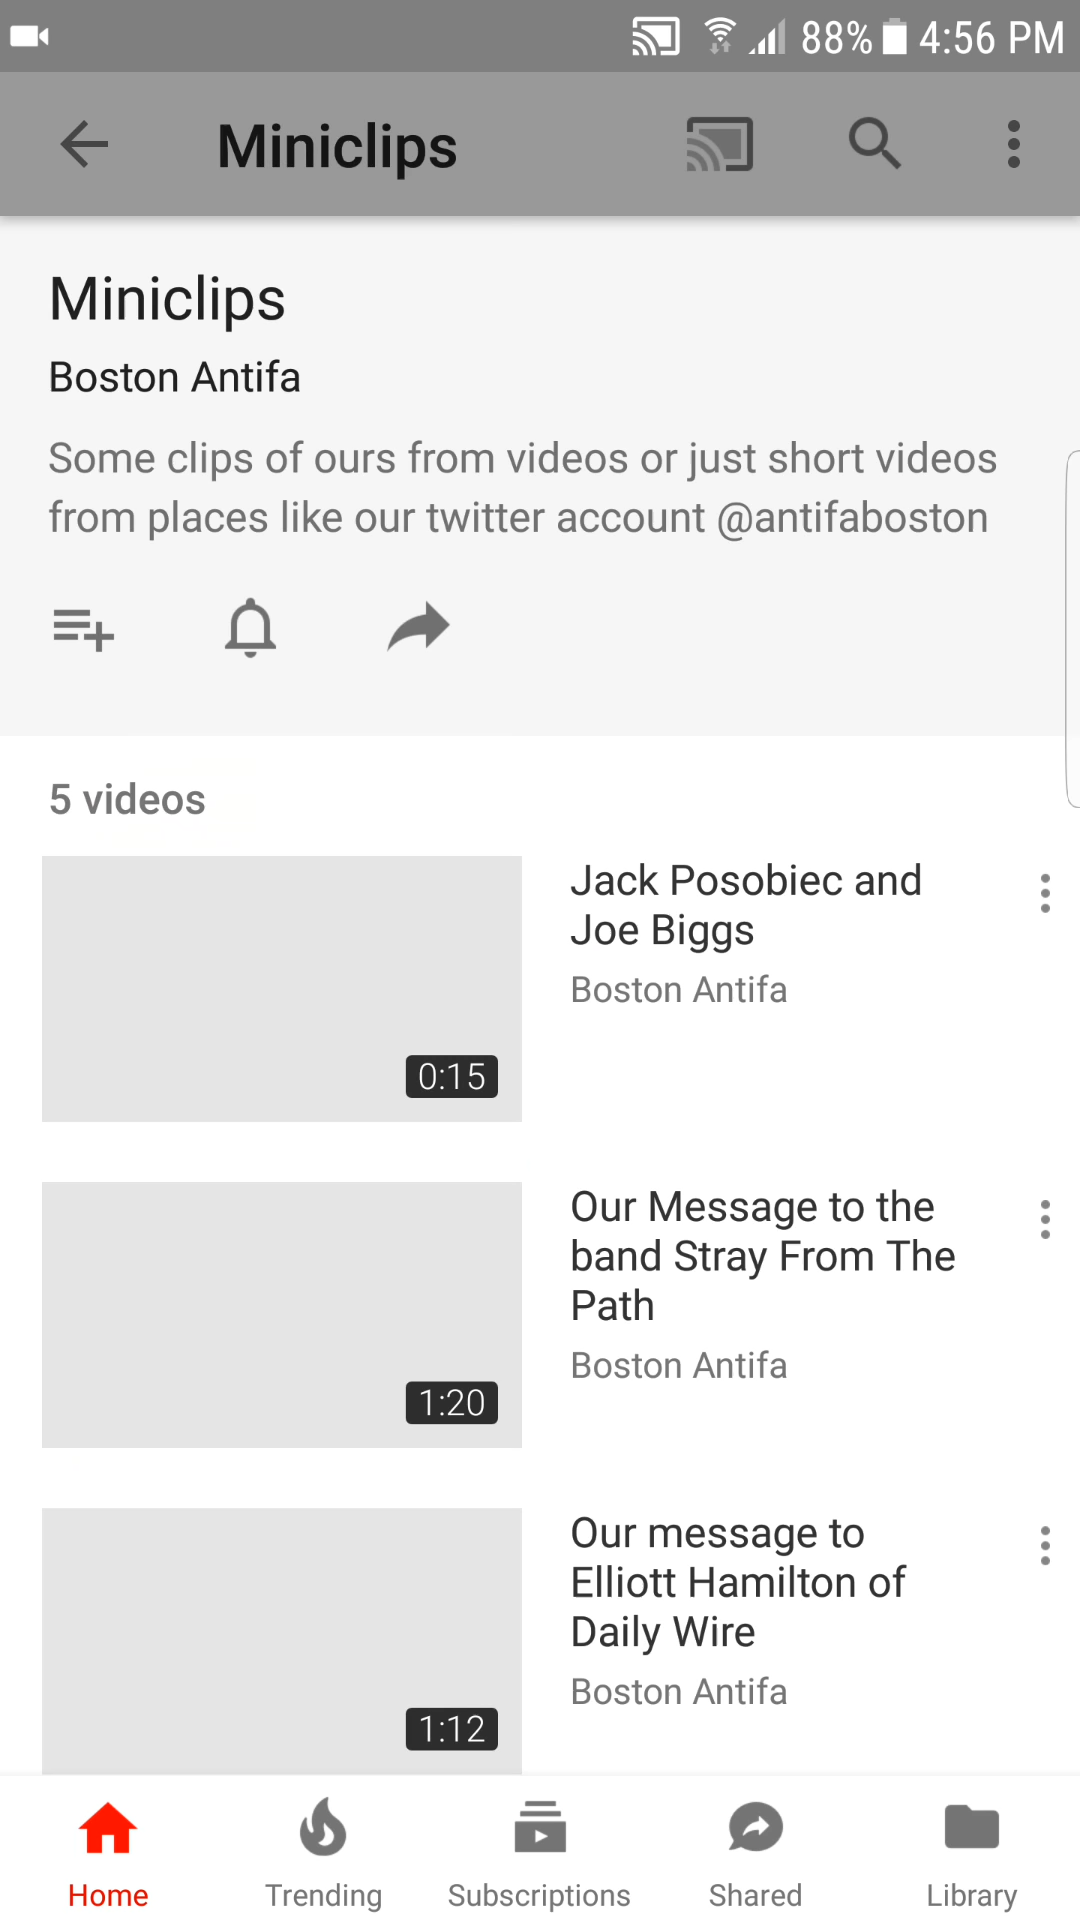 88% 4:56 PM
Miniclips
Miniclips
Boston Antifa
Some clips of ours from videos or just short videos
from places like our twitter account @antifaboston
5 videos
Jack Posobiec and
Joe Biggs
Boston Antifa
0:15
Our Message to the
band Stray From The
Path
Boston Antifa
1:20
Our message to
Elliott Hamilton of
Daily Wire
Boston Antifa
1:12
Home Trending Subscriptions Shared Library